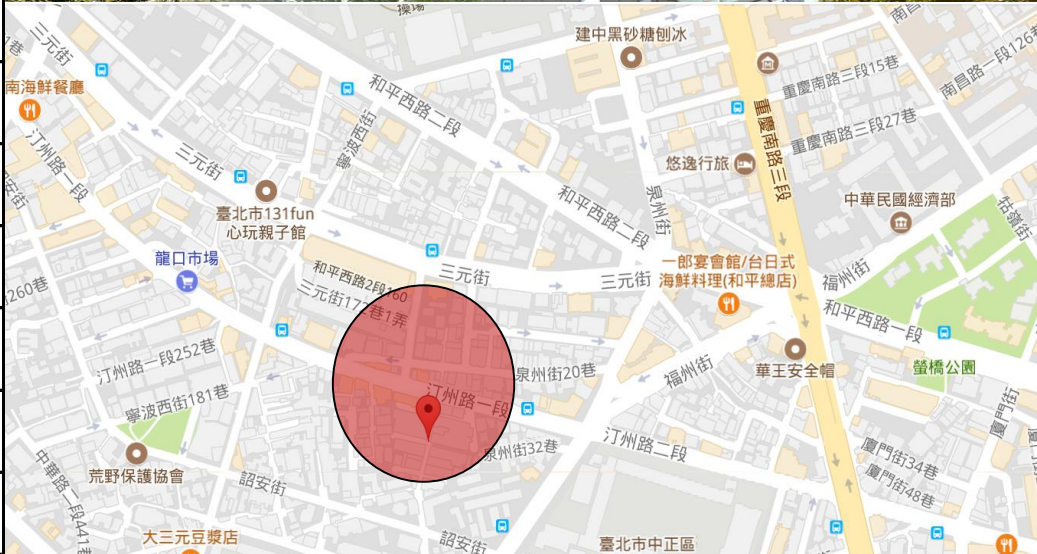 操場
三元街
建中黑砂糖刨冰
南海鮮餐廳
和平西路二段
重慶南路三段15巷
南昌路一段126巷
重慶南路三段
重慶南路三段27巷
汀州路一段
三元街
寧波西街
悠逸行旅
中華民國經濟部
牯嶺街
臺北市131fun
心玩親子館
和平西路二段
泉州街
龍口市場
和平西路2段160
三元街
三元街
一郎宴會館/台日式
海鮮料理(和平總店)
福州街
260巷
三元街172巷1弄
和平西路一段
汀州路一段252巷
泉州街20巷
福州街
華王安全帽
螢橋公園
寧波西街181巷
汀州路一段
廈門街
汀州路二段
泉州街32巷
廈門街34巷
廈門街48巷
荒野保護協會
詔安街
中華路二段441巷
大三元豆漿店
詔安街
臺北市中正區